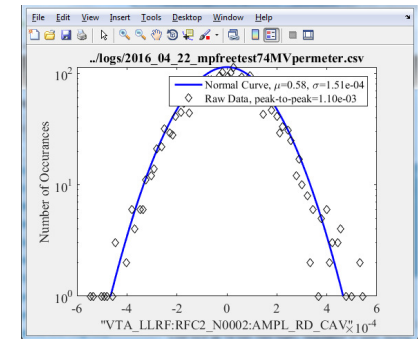 File Edit View Insert Tools Desktop Window Help
../logs/2016_04_22_mpfreetest74MVpermeter.csv
10²
Normal Curve, μ=0.58, σ=1.51e-04
Raw Data, peak-to-peak=1.10e-03
Number of Occurances
10¹
10⁰
-6 -4 -2 0 2 4 6
"VTA_LLRF:RFC2_N0002:AMPL_RD_CAV" ×10⁻⁴